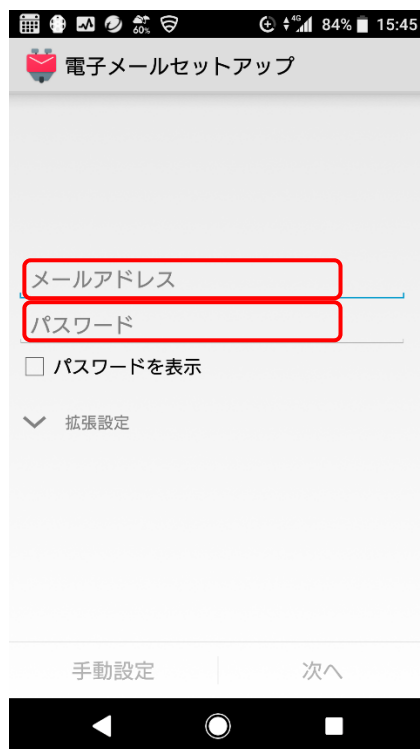 60%
4G
84%
15:45
電子メールセットアップ
メールアドレス
パスワード
パスワードを表示
拡張設定
手動設定
次へ